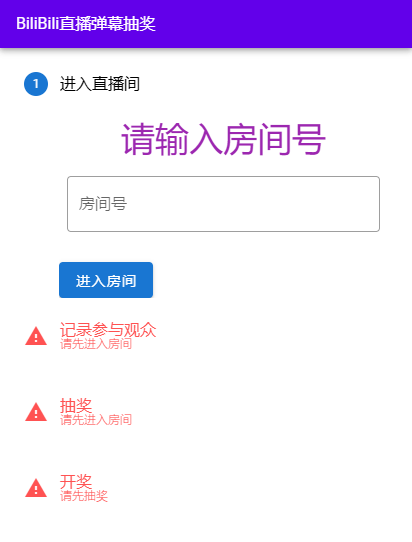 BiliBili直播弹幕抽奖
1 进入直播间
请输入房间号
房间号
进入房间
记录参与观众
请先进入房间
抽奖
请先进入房间
开奖
请先抽奖